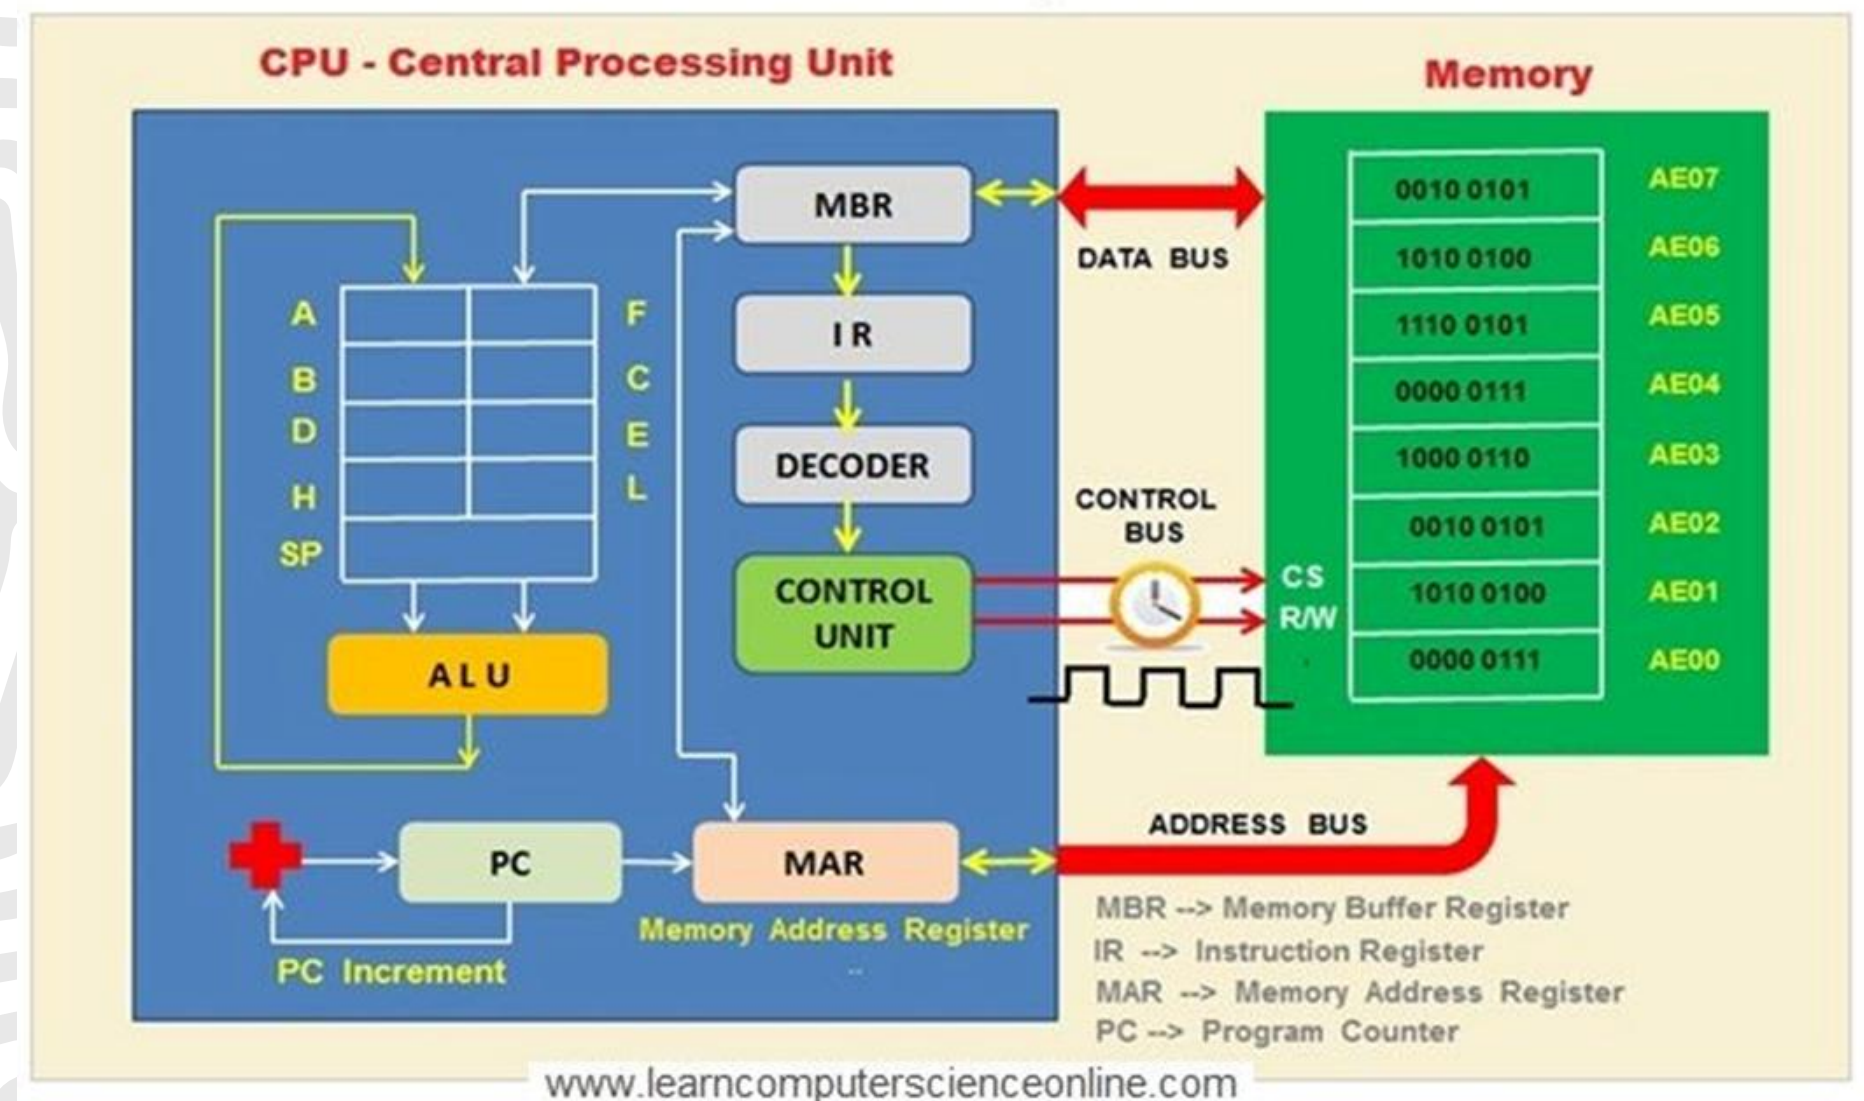 CPU - Central Processing Unit
Memory
MBR
I R
DECODER
CONTROL
UNIT
A
B
D
H
SP
F
C
E
L
A L U
PC
MAR
Memory Address Register
PC Increment
DATA BUS
CONTROL
BUS
CS
R/W
ADDRESS BUS
0010 0101 AE07
1010 0100 AE06
1110 0101 AE05
0000 0111 AE04
1000 0110 AE03
0010 0101 AE02
1010 0100 AE01
0000 0111 AE00
MBR --> Memory Buffer Register
IR --> Instruction Register
MAR --> Memory Address Register
PC --> Program Counter
www.learncomputerscienceonline.com